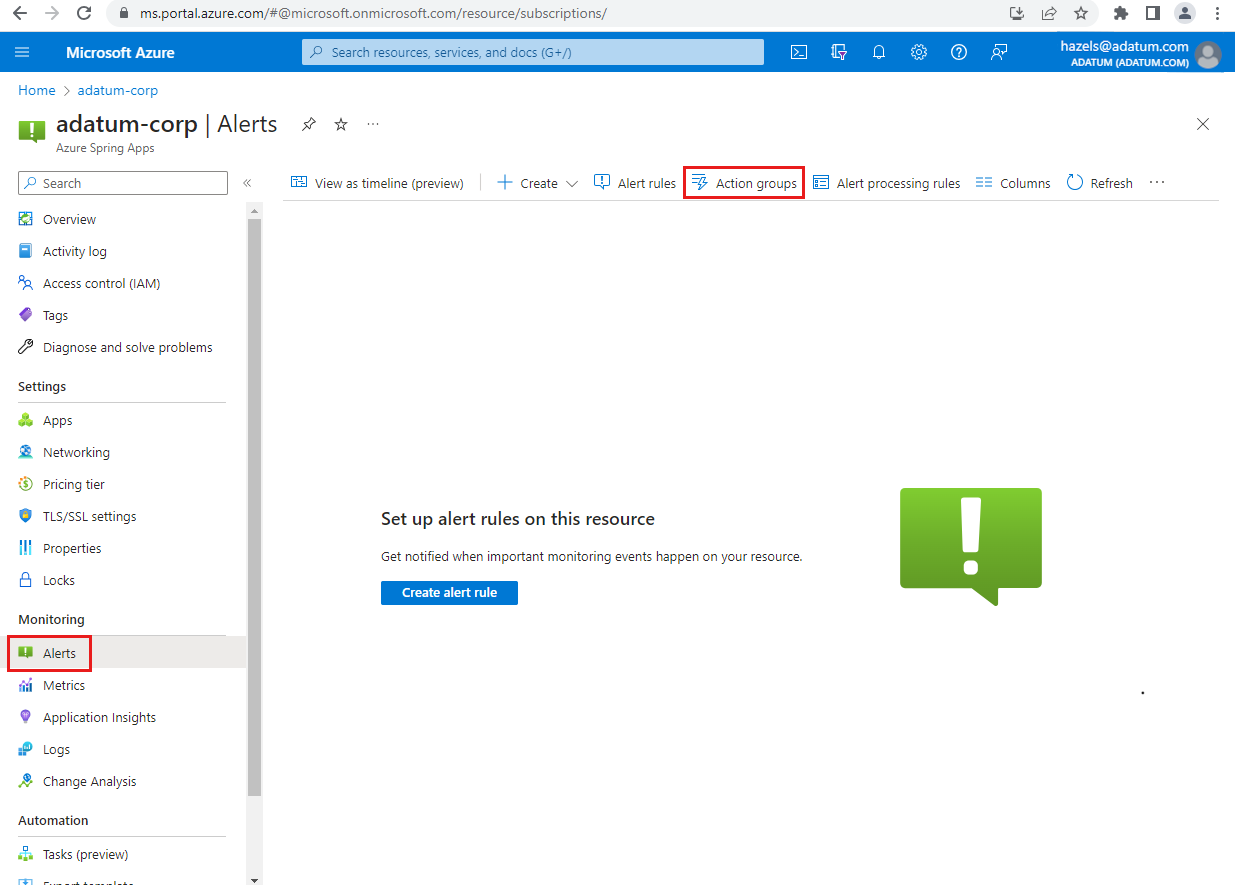 ms.portal.azure.com/#@microsoft.onmicrosoft.com/resource/subscriptions/
Microsoft Azure
Search resources, services, and docs (G+/)
hazels@adatum.com
ADATUM (ADATUM.COM)
Home > adatum-corp
adatum-corp | Alerts
Azure Spring Apps
Search
View as timeline (preview)
Create
Alert rules
Action groups
Alert processing rules
Columns
Refresh
Overview
Activity log
Access control (IAM)
Tags
Diagnose and solve problems
Settings
Apps
Networking
Pricing tier
TLS/SSL settings
Properties
Locks
Monitoring
Alerts
Metrics
Application Insights
Logs
Change Analysis
Automation
Tasks (preview)
Export template
Set up alert rules on this resource
Get notified when important monitoring events happen on your resource.
Create alert rule